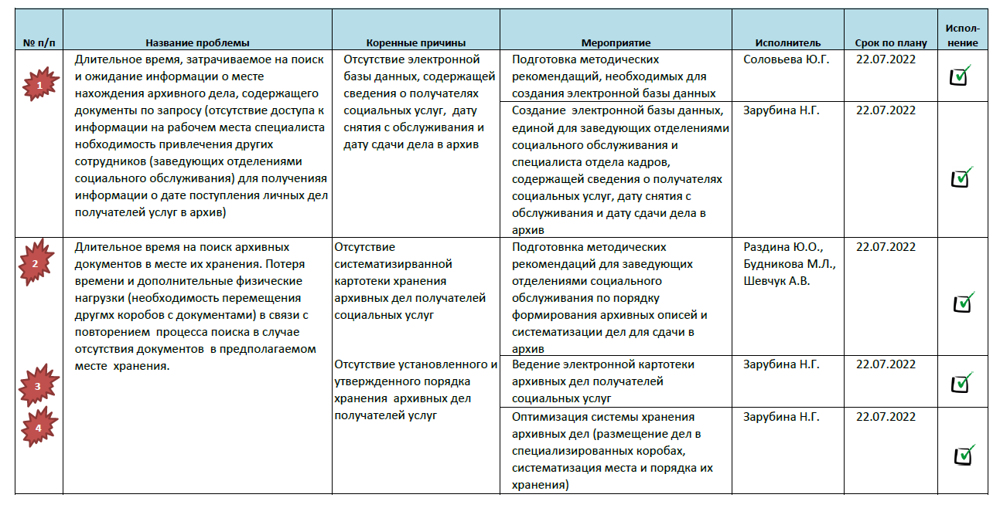 № п/п
Название проблемы
Коренные причины
Мероприятие
Исполнитель
Срок по плану
Испол-
нение
1
Длительное время, затрачиваемое на поиск
и ожидание информации о месте
нахождения архивного дела, содержащего
документы по запросу (отсутствие доступа к
информации на рабочем места специалиста
нобходимость привлечения других
сотрудников (заведующих отделениями
социального обслуживания) для полученияя
информации о дате поступления личных дел
получателей услуг в архив)
Отсутствие электронной
базы данных, содержащей
сведения о получателях
социальных услуг, дату
снятия с обслуживания и
дату сдачи дела в архив
Подготовка методических
рекомендащий, необходимых для
создания электронной базы данных
Соловьева Ю.Г.
22.07.2022
Создание электронной базы данных,
единой для заведующих отделениями
социального обслуживания и
специалиста отдела кадров,
содержащей сведения о получателях
социальных услуг, дату снятия с
обслуживания и дату сдачи дела в
архив
Зарубина Н.Г.
22.07.2022
2
3
4
Длительное время на поиск архивных
документов в месте их хранения. Потеря
времени и дополнительные физические
нагрузки (необходимость перемещения
другмх коробов с документами) в связи с
повторением процесса поиска в случае
отсутствия документов в предполагаемом
месте хранения.
Отсутствие
систематизирванной
картотеки хранения
архивных дел получателей
социальных услуг
Отсутствие установленного и
утвержденного порядка
хранения архивных дел
получателей услуг
Подготовнка методических
рекомендаций для заведующих
отделениями социального
обслуживания по порядку
формирования архивных описей и
систематизации дел для сдачи в
архив
Раздина Ю.О.,
Будникова М.Л.,
Шевчук А.В.
22.07.2022
Ведение электронной картотеки
архивных дел получателей
социальных услуг
Зарубина Н.Г.
22.07.2022
Оптимизация системы хранения
архивных дел (размещение дел в
специализированных коробах,
систематизация места и порядка их
хранения)
Зарубина Н.Г.
22.07.2022